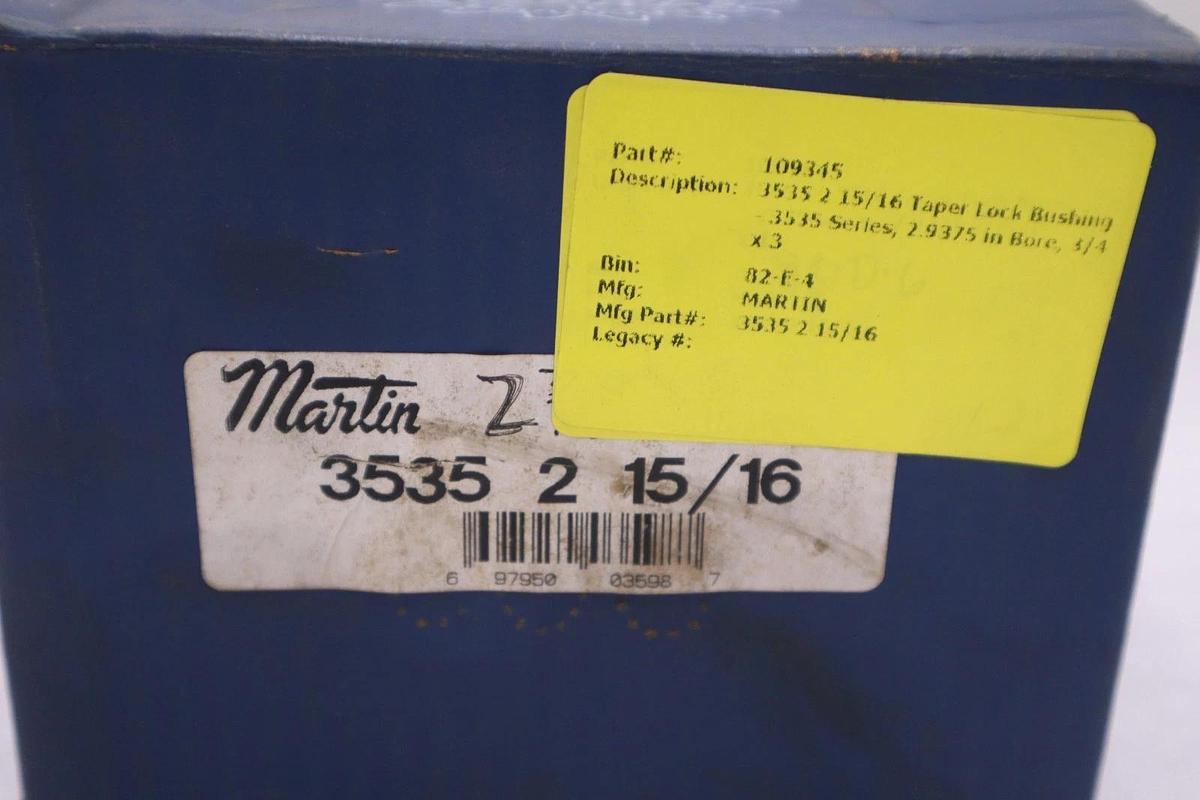 Part#: 109345
Description: 3535 2 15/16 Taper Lock Bushing
- 3535 Series, 2.9375 in Bore, 3/4
x 3
Bin: 82-E-4
Mfg: MARTIN
Mfg Part#: 3535 2 15/16
Legacy #:
Martin 2
3535 2 15/16
6 97950 03598 7